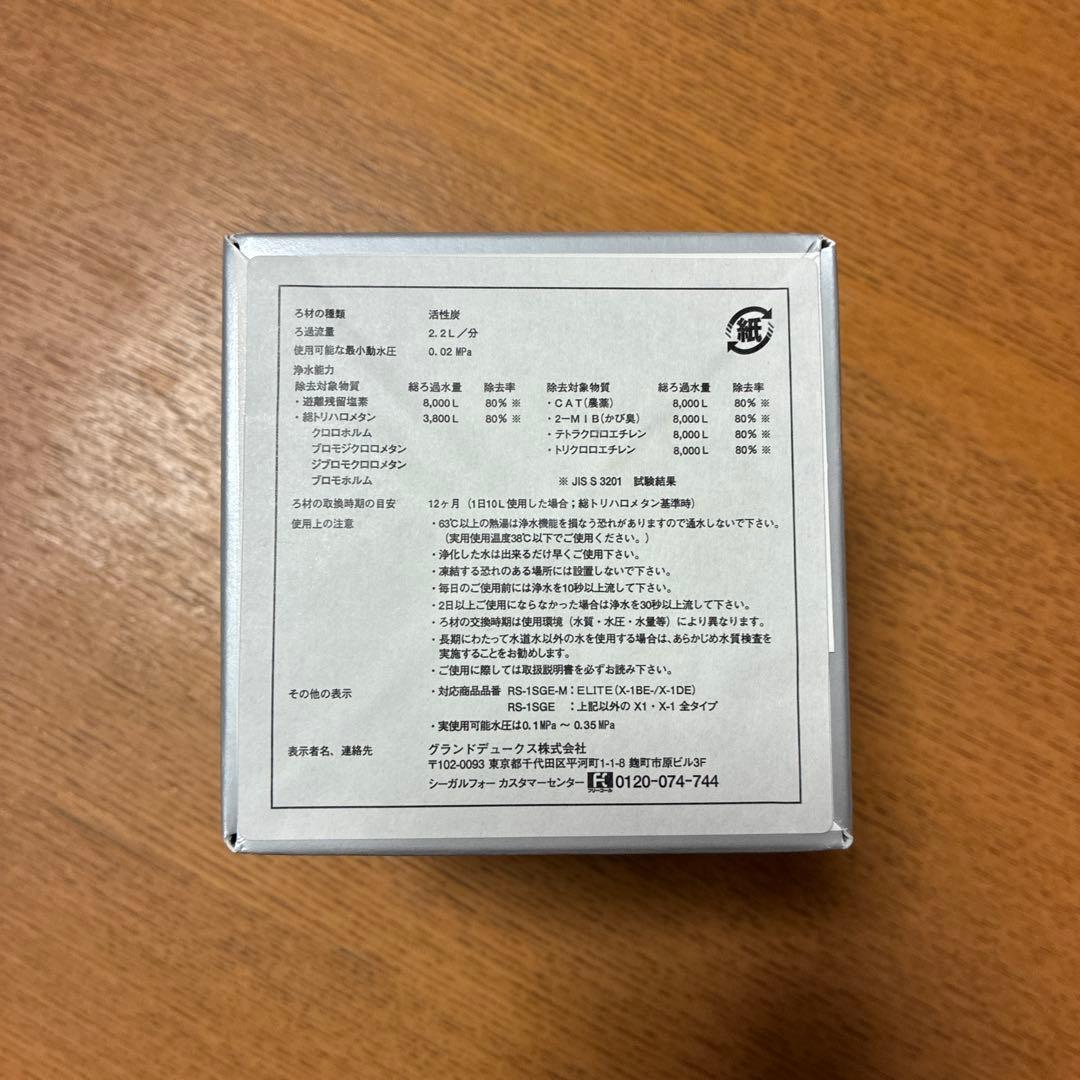 ろ材の種類 活性炭
ろ過流量 2.2L／分
使用可能な最小動水圧 0.02MPa
紙
浄水能力
除去対象物質 総ろ過水量 除去率 除去対象物質 総ろ過水量 除去率
・遊離残留塩素 8,000L 80% ※ ・CAT(農薬) 8,000L 80% ※
・総トリハロメタン 3,800L 80% ※ ・2ーMIB(かび臭) 8,000L 80% ※
クロロホルム ・テトラクロロエチレン 8,000L 80% ※
ブロモジクロロメタン ・トリクロロエチレン 8,000L 80% ※
ジブロモクロロメタン
ブロモホルム ※ JIS S 3201 試験結果
ろ材の取換時期の目安 12ヶ月（1日10L使用した場合；総トリハロメタン基準時）
使用上の注意 ・63℃以上の熱湯は浄水機能を損なう恐れがありますので通水しないで下さい。
（実用使用温度38℃以下でご使用ください。）
・浄化した水は出来るだけ早くご使用下さい。
・凍結する恐れのある場所には設置しないで下さい。
・毎日のご使用前には浄水を10秒以上流して下さい。
・2日以上ご使用にならなかった場合は浄水を30秒以上流して下さい。
・ろ材の交換時期は使用環境（水質・水圧・水量等）により異なります。
・長期にわたって水道水以外の水を使用する場合は、あらかじめ水質検査を
実施することをお勧めします。
・ご使用に際しては取扱説明書を必ずお読み下さい。
その他の表示 ・対応商品品番 RS-1SGE-M：ELITE（X-1BE-/X-1DE）
RS-1SGE ：上記以外の X1・X-1 全タイプ
・実使用可能水圧は0.1MPa ～ 0.35MPa
表示者名、連絡先 グランドデュークス株式会社
〒102-0093 東京都千代田区平河町1-1-8 麹町市原ビル3F
シーガルフォー カスタマーセンター フリーコール 0120-074-744